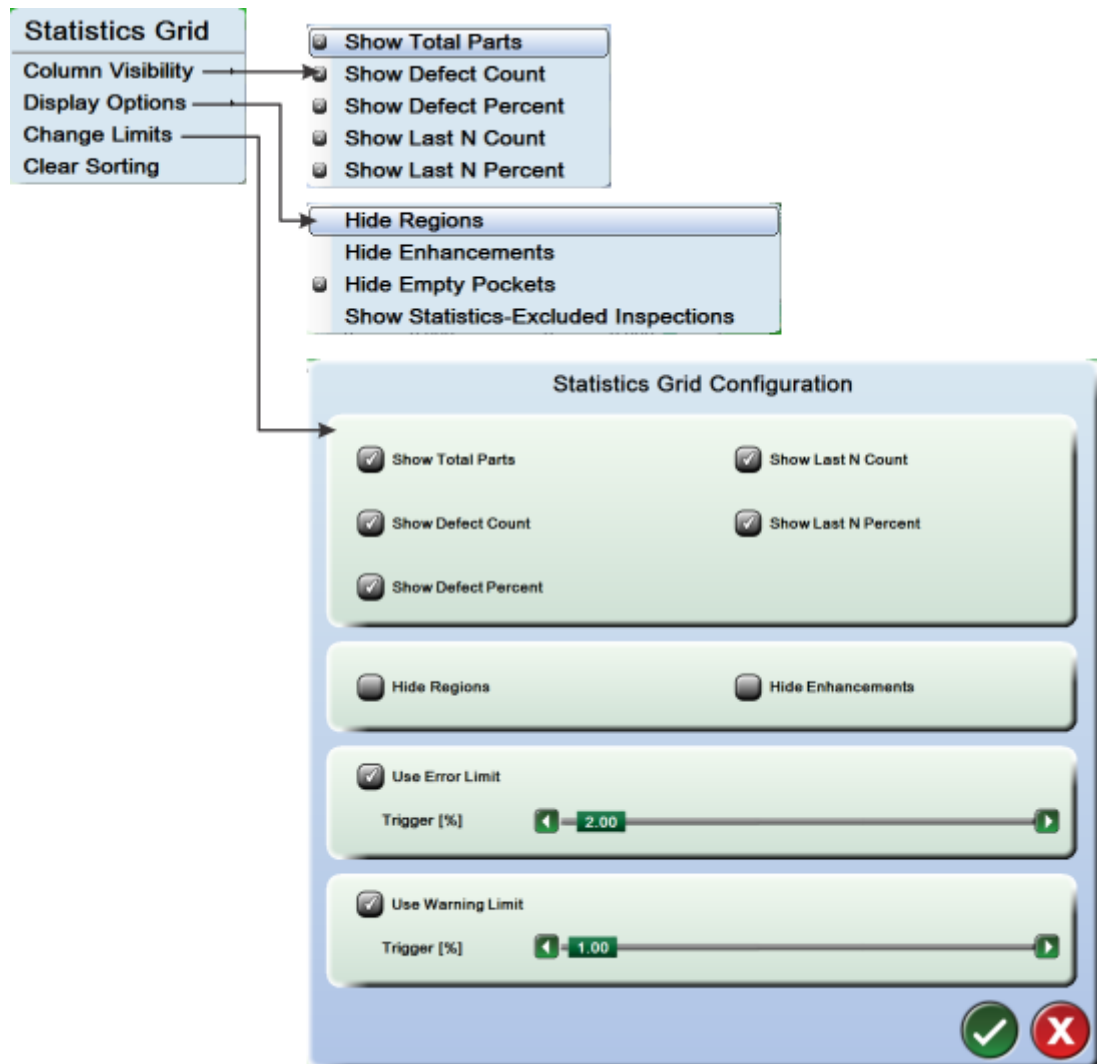 Statistics Grid
Column Visibility
Display Options
Change Limits
Clear Sorting
Show Total Parts
Show Defect Count
Show Defect Percent
Show Last N Count
Show Last N Percent
Hide Regions
Hide Enhancements
Hide Empty Pockets
Show Statistics-Excluded Inspections
Statistics Grid Configuration
Show Total Parts
Show Last N Count
Show Defect Count
Show Last N Percent
Show Defect Percent
Hide Regions
Hide Enhancements
Use Error Limit
Trigger [%]
2.00
Use Warning Limit
Trigger [%]
1.00